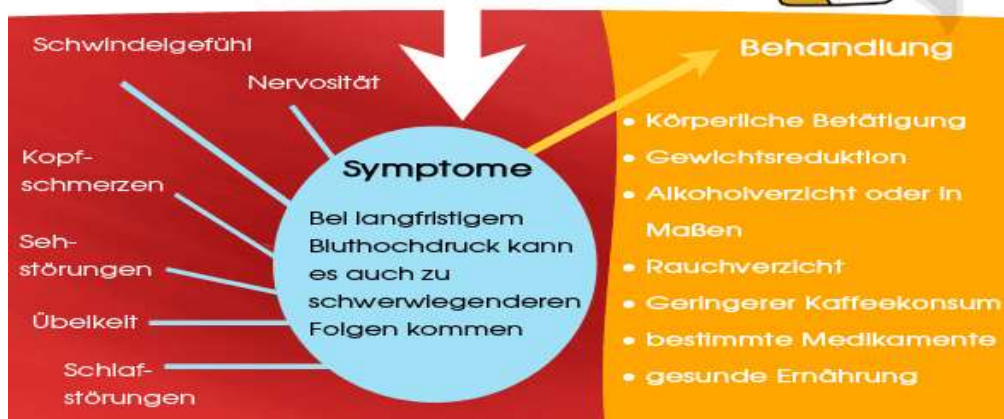 Schwindelgefühl
Nervosität
Kopf-
schmerzen
Seh-
störungen
Übelkeit
Schlaf-
störungen
Symptome
Bei langfristigem
Bluthochdruck kann
es auch zu
schwerwiegenderen
Folgen kommen
Behandlung
• Körperliche Betätigung
• Gewichtsreduktion
• Alkoholverzicht oder in
Maßen
• Rauchverzicht
• Geringerer Kaffeekonsum
• bestimmte Medikamente
• gesunde Ernährung